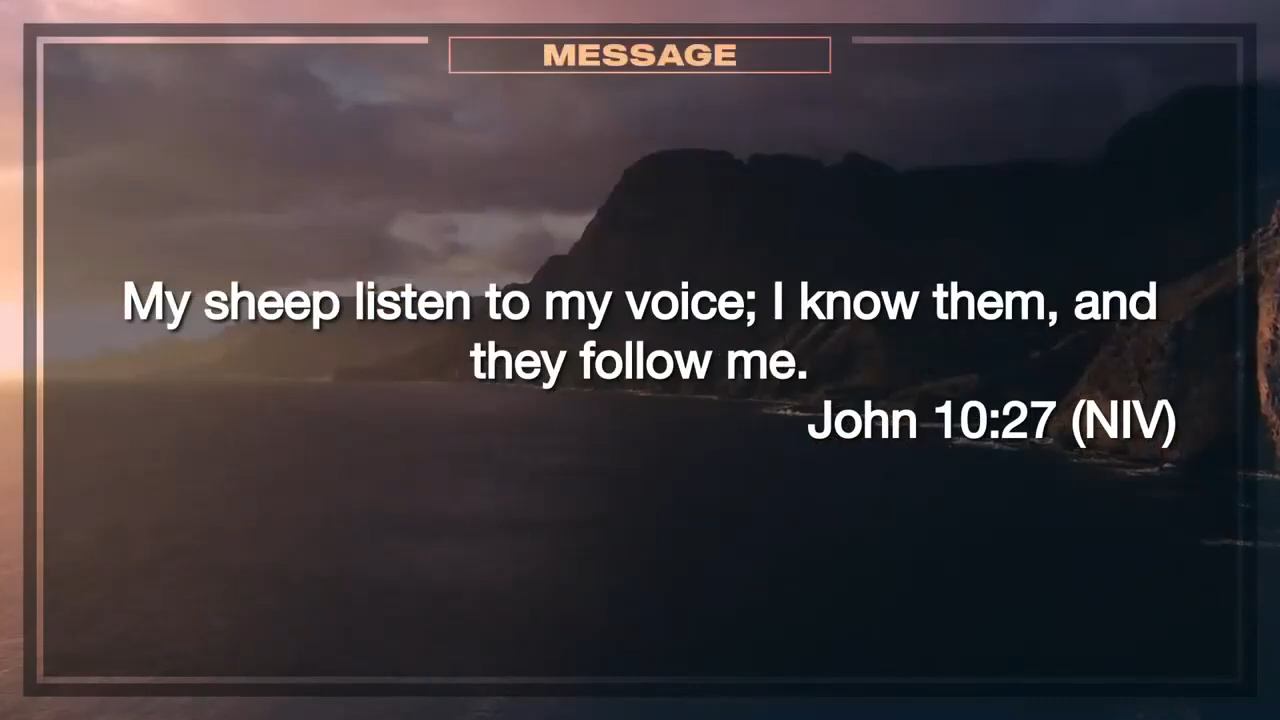 MESSAGE
My sheep listen to my voice; I know them, and
they follow me.
John 10:27 (NIV)